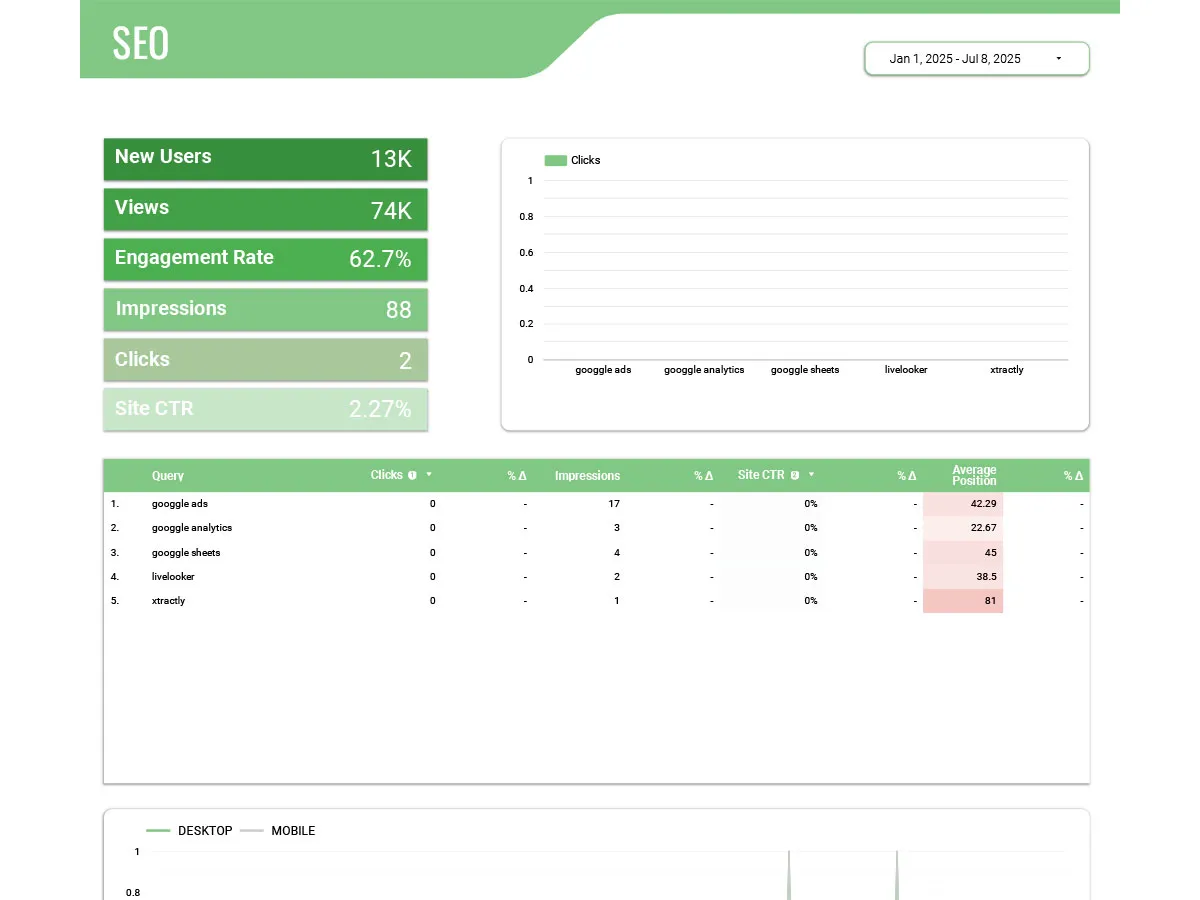 SEO
Jan 1, 2025 - Jul 8, 2025
New Users 13K
Views 74K
Engagement Rate 62.7%
Impressions 88
Clicks 2
Site CTR 2.27%
Clicks
1
0.8
0.6
0.4
0.2
0
googgle ads googgle analytics googgle sheets livelooker xtractly
Query Clicks 1 % Δ Impressions % Δ Site CTR 2 % Δ Average Position % Δ
1. googgle ads 0 - 17 - 0% - 42.29 -
2. googgle analytics 0 - 3 - 0% - 22.67 -
3. googgle sheets 0 - 4 - 0% - 45 -
4. livelooker 0 - 2 - 0% - 38.5 -
5. xtractly 0 - 1 - 0% - 81 -
DESKTOP MOBILE
1
0.8